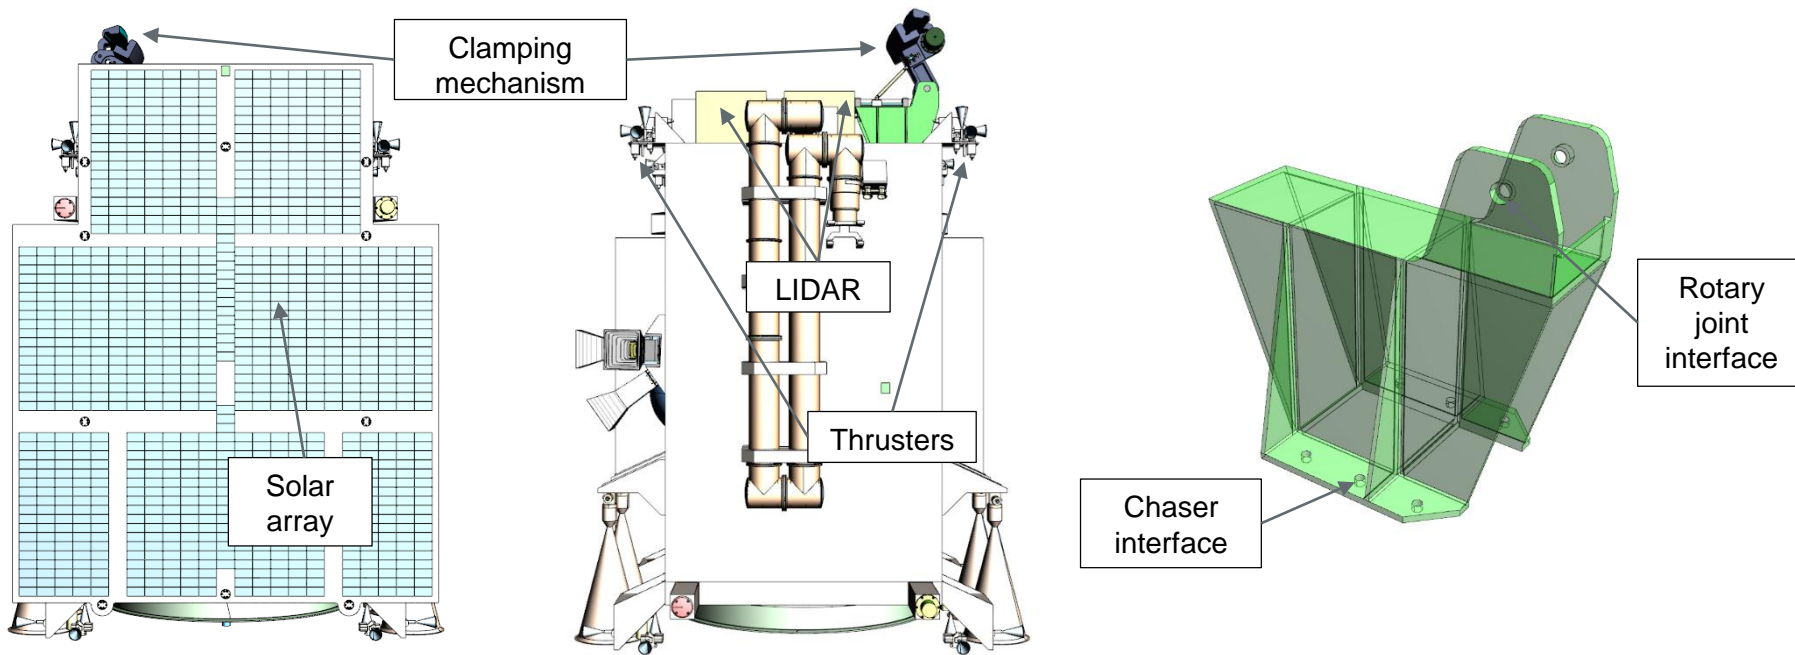 Clamping
mechanism
LIDAR
Thrusters
Solar
array
Rotary
joint
interface
Chaser
interface